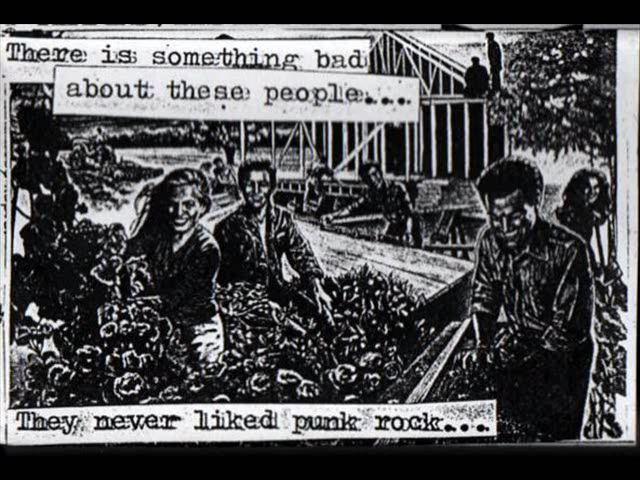 There is something bad
about these people....
They never liked punk rock....